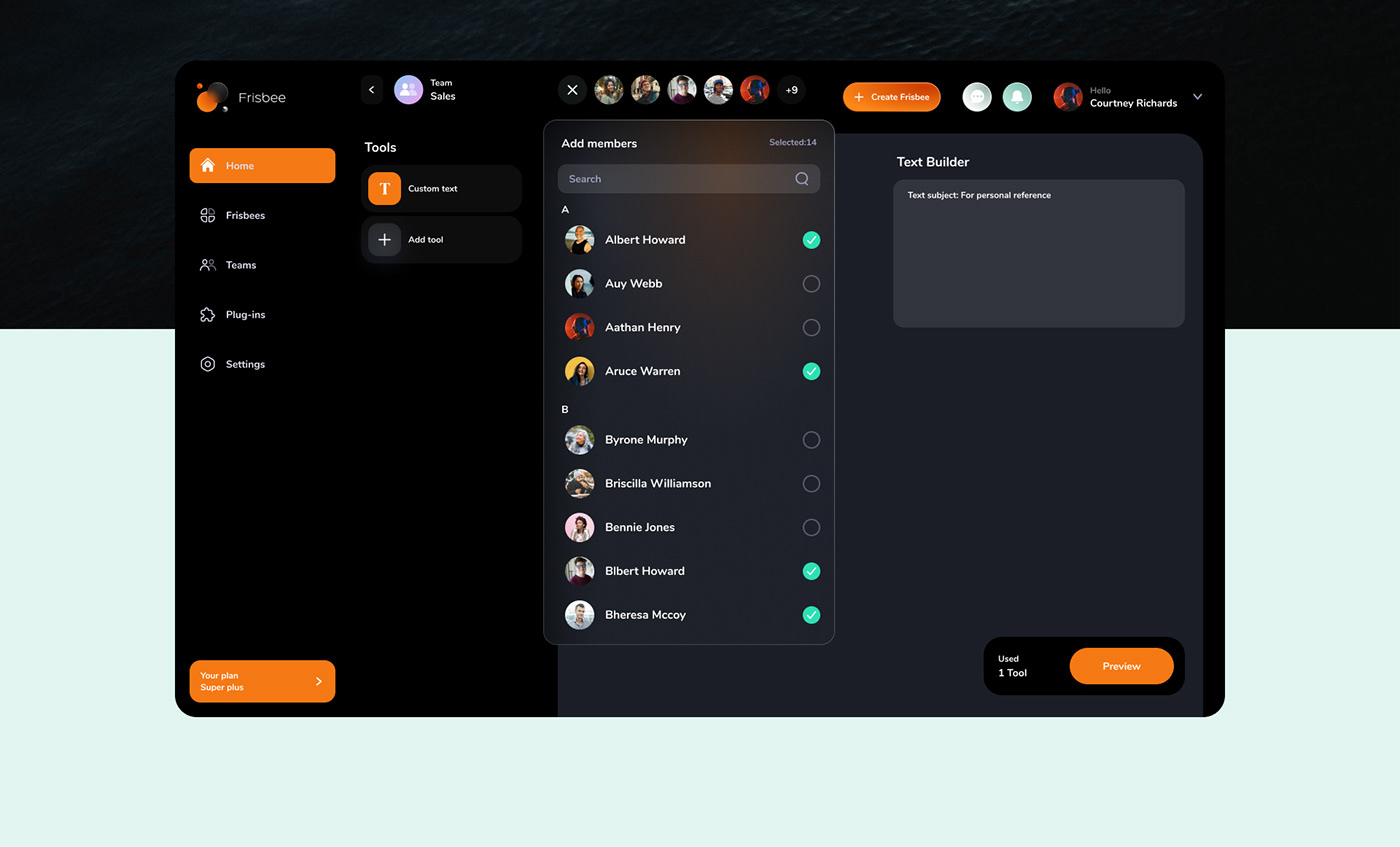 Frisbee
Team
Sales
+9
+ Create Frisbee
Hello
Courtney Richards
Home
Frisbees
Teams
Plug-ins
Settings
Your plan
Super plus
Tools
T Custom text
Add tool
Add members
Selected:14
Search
A
Albert Howard
Auy Webb
Aathan Henry
Aruce Warren
B
Byrone Murphy
Briscilla Williamson
Bennie Jones
Blbert Howard
Bheresa Mccoy
Text Builder
Text subject: For personal reference
Used
1 Tool
Preview